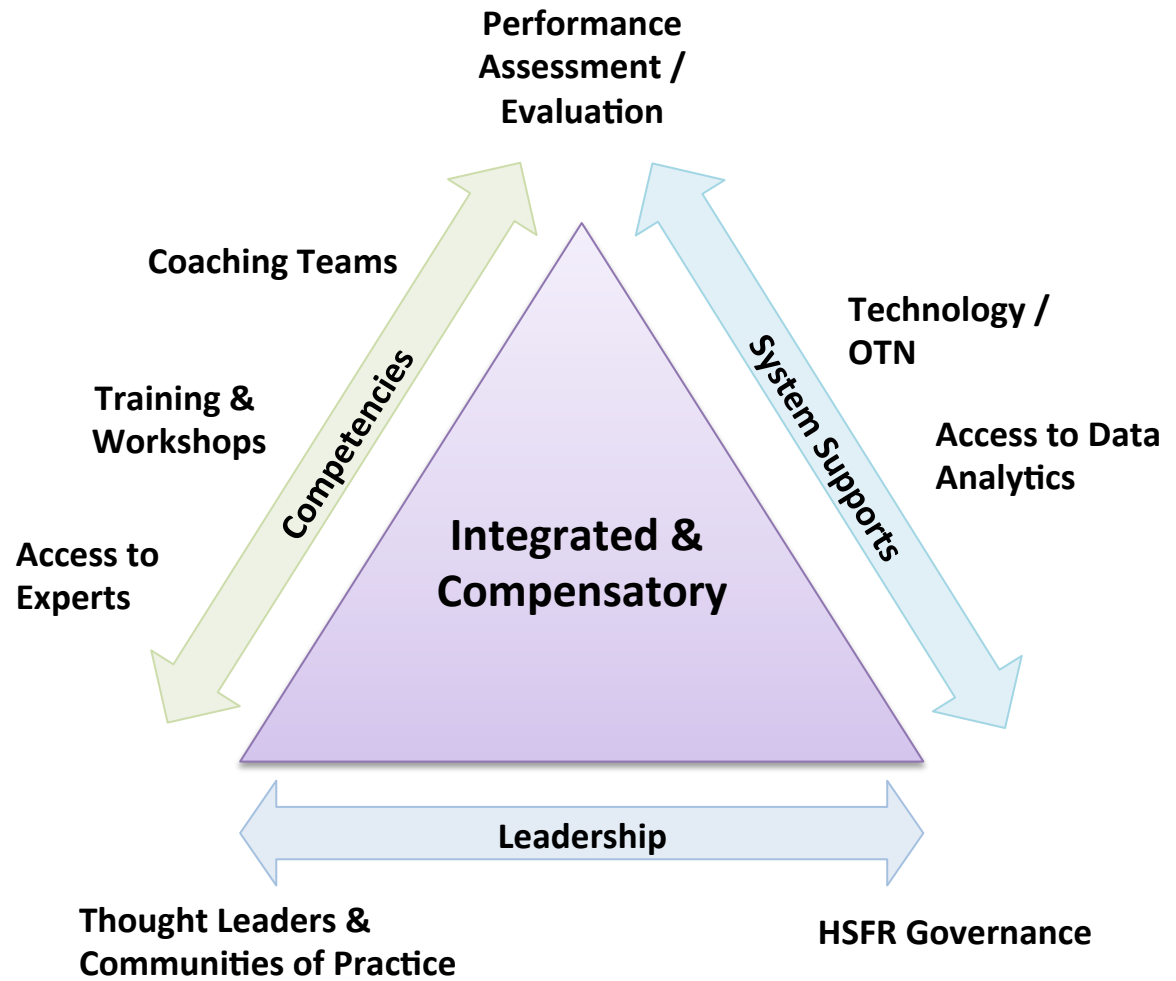 Performance
Assessment /
Evaluation
Coaching Teams
Technology /
OTN
Training &
Workshops
Competencies
System Supports
Access to Data
Analytics
Integrated &
Compensatory
Access to
Experts
Leadership
Thought Leaders &
Communities of Practice
HSFR Governance